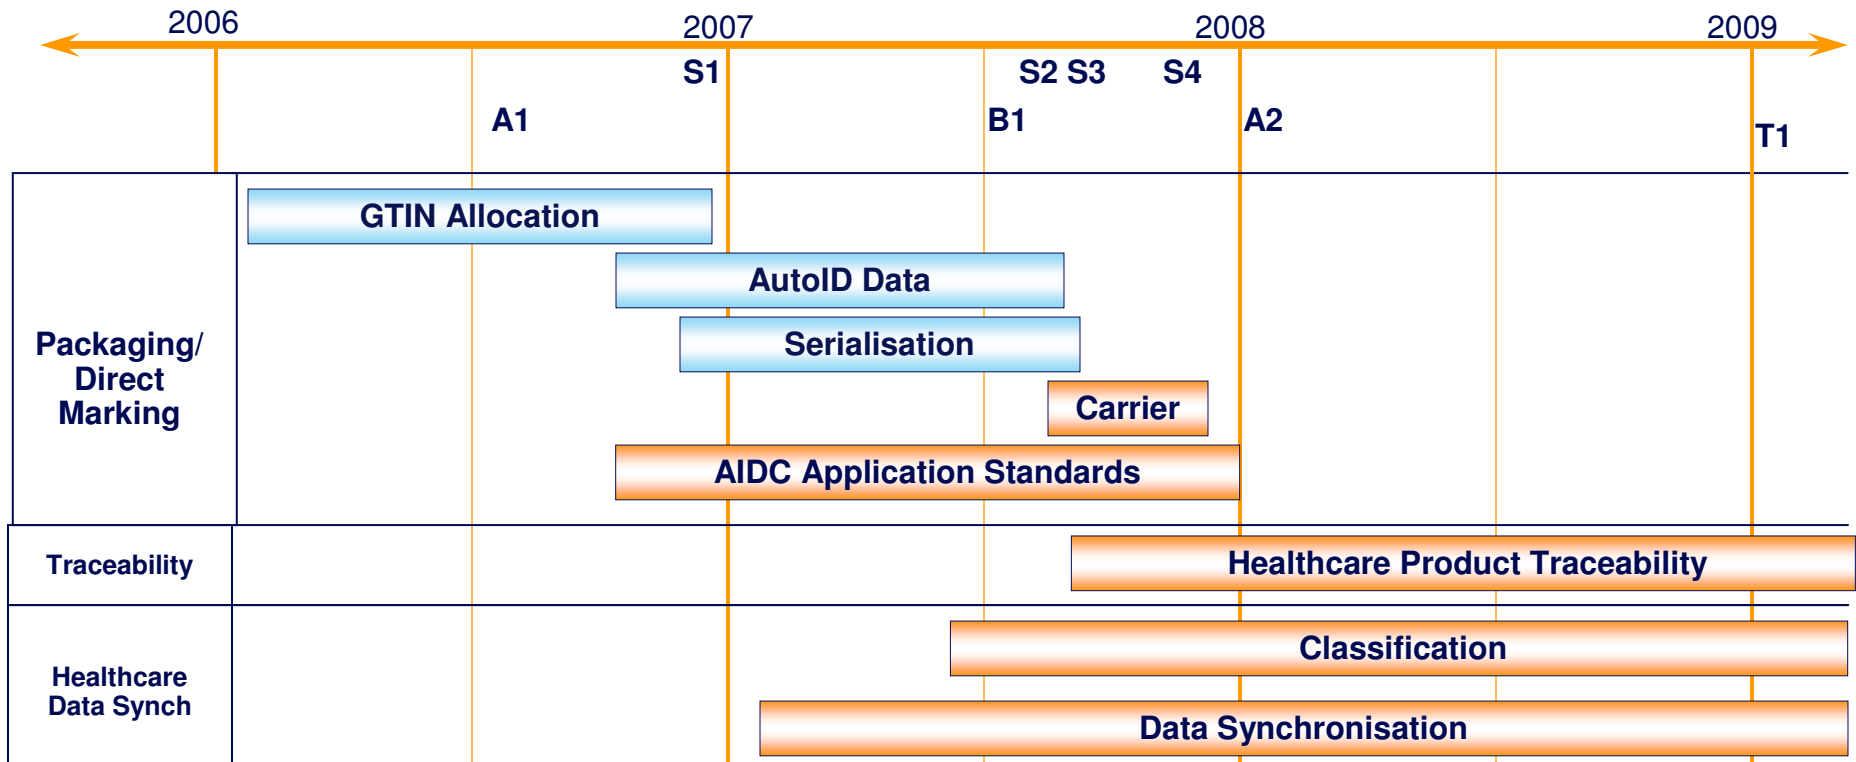 2006
2007
2008
2009
S1
S2 S3
S4
A1
B1
A2
T1
Packaging/
Direct
Marking
GTIN Allocation
AutoID Data
Serialisation
Carrier
AIDC Application Standards
Traceability
Healthcare Product Traceability
Healthcare
Data Synch
Classification
Data Synchronisation